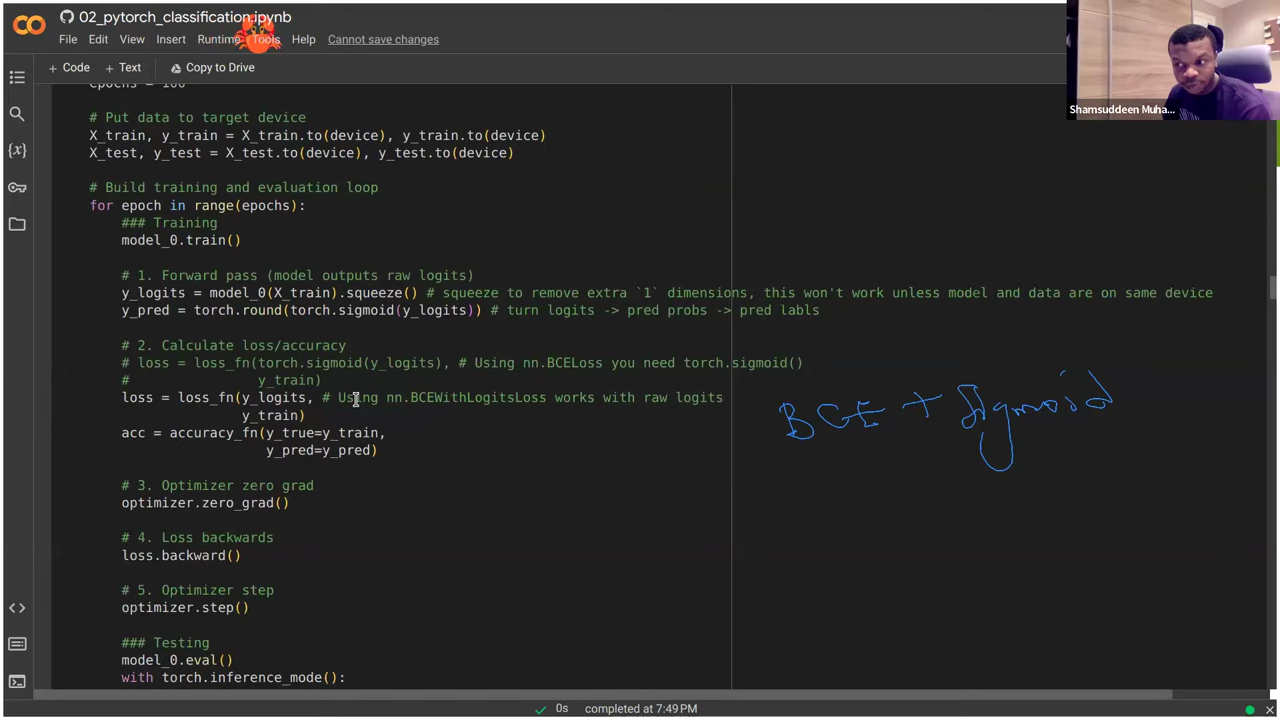 02_pytorch_classification.ipynb
File Edit View Insert Runtime Tools Help Cannot save changes
+ Code + Text Copy to Drive
Shamsuddeen Muha...
epochs = 100
# Put data to target device
X_train, y_train = X_train.to(device), y_train.to(device)
X_test, y_test = X_test.to(device), y_test.to(device)
# Build training and evaluation loop
for epoch in range(epochs):
### Training
model_0.train()
# 1. Forward pass (model outputs raw logits)
y_logits = model_0(X_train).squeeze() # squeeze to remove extra `1` dimensions, this won't work unless model and data are on same device
y_pred = torch.round(torch.sigmoid(y_logits)) # turn logits -> pred probs -> pred labls
# 2. Calculate loss/accuracy
# loss = loss_fn(torch.sigmoid(y_logits), # Using nn.BCELoss you need torch.sigmoid()
# y_train)
loss = loss_fn(y_logits, # Using nn.BCEWithLogitsLoss works with raw logits
y_train)
BCE + Sigmoid
acc = accuracy_fn(y_true=y_train,
y_pred=y_pred)
# 3. Optimizer zero grad
optimizer.zero_grad()
# 4. Loss backwards
loss.backward()
# 5. Optimizer step
optimizer.step()
### Testing
model_0.eval()
with torch.inference_mode():
0s completed at 7:49PM